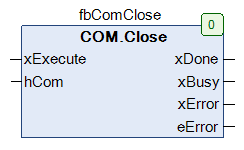 fbComClose
0
COM.Close
xExecute xDone
hCom xBusy
xError
eError